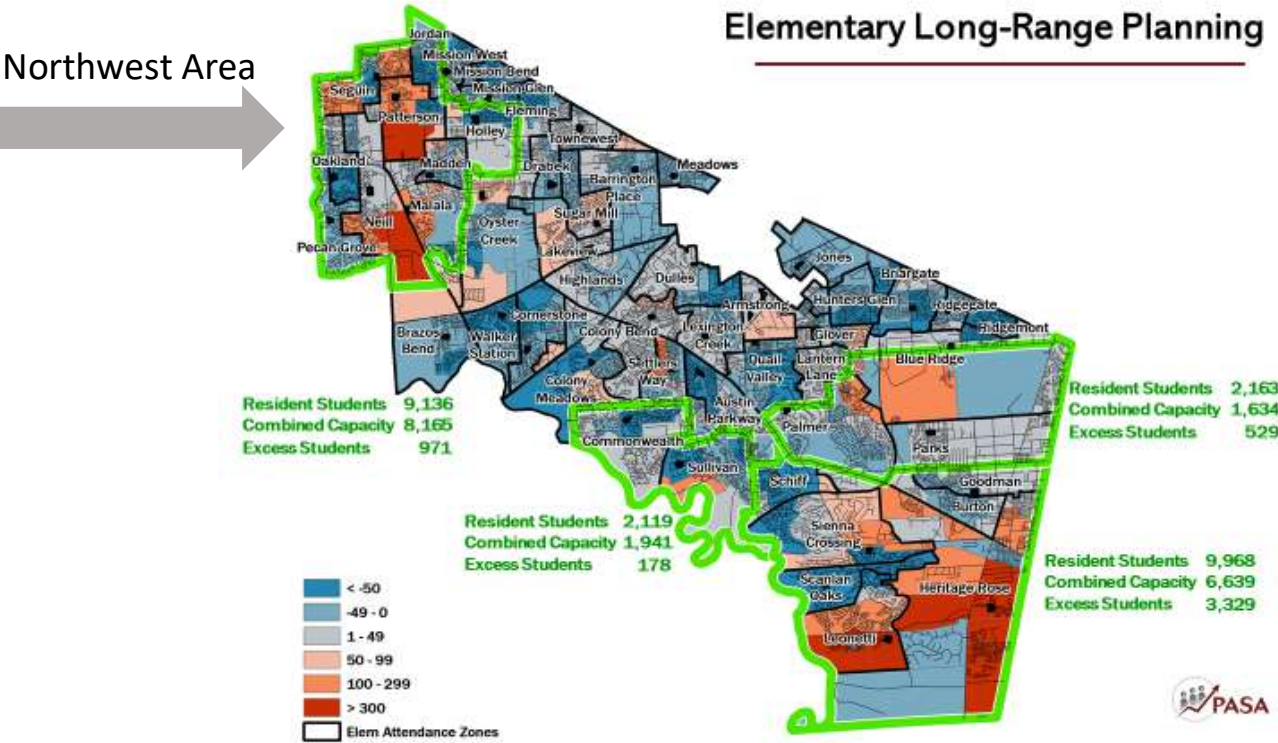 Elementary Long-Range Planning
Northwest Area
Jordan
Mission West
Mission Bend
Mission Glen
Seguin
Patterson
Fleming
Holley
Townewest
Oakland
Madden
Drabek
Meadows
Barrington
Place
Malala
Neill
Sugar Mill
Oyster
Creek
Pecan Grove
Lakeview
Highlands
Dulles
Jones
Briargate
Armstrong
Hunters Glen
Ridgegate
Cornerstone
Brazos
Bend
Walker
Station
Colony Bend
Lexington
Creek
Glover
Ridgemont
Settlers
Way
Quail
Valley
Lantern
Lane
Blue Ridge
Colony
Meadows
Austin
Parkway
Commonwealth
Palmer
Parks
Sullivan
Schiff
Goodman
Burton
Sienna
Crossing
Scanlan
Oaks
Heritage Rose
Leonetti
Resident Students 9,136
Combined Capacity 8,165
Excess Students 971
Resident Students 2,163
Combined Capacity 1,634
Excess Students 529
Resident Students 2,119
Combined Capacity 1,941
Excess Students 178
Resident Students 9,968
Combined Capacity 6,639
Excess Students 3,329
< -50
-49 - 0
1 - 49
50 - 99
100 - 299
> 300
Elem Attendance Zones
PASA